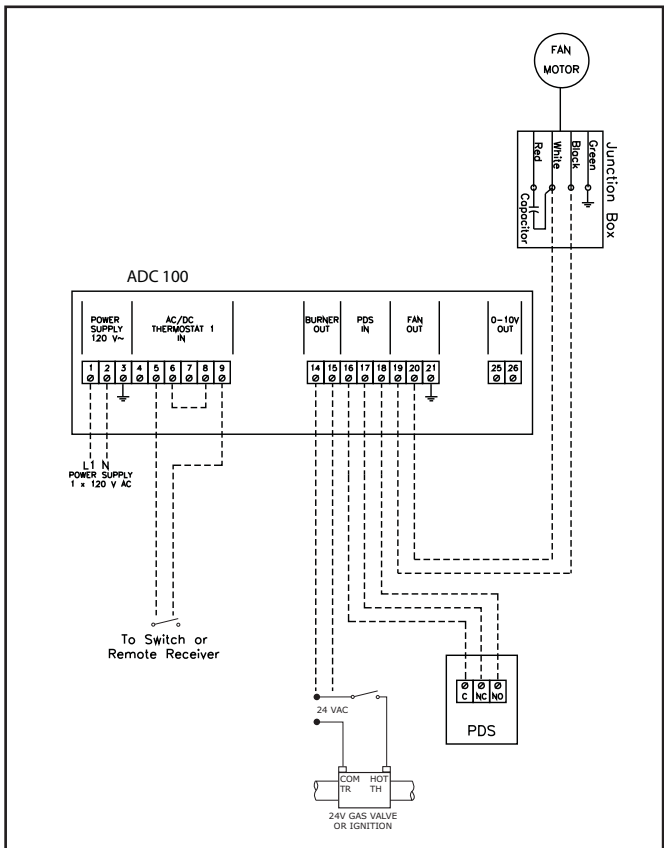 FAN
MOTOR
Junction Box
Red
White
Black
Green
Capacitor
ADC 100
POWER
SUPPLY
120 V~
AC/DC
THERMOSTAT 1
IN
BURNER
OUT
PDS
IN
FAN
OUT
0-10V
OUT
1 2 3 4 5 6 7 8 9
14 15 16 17 18 19 20 21
25 26
L1 N
POWER SUPPLY
1 x 120 V AC
To Switch or
Remote Receiver
C NC NO
PDS
24 VAC
COM HOT
TR TH
24V GAS VALVE
OR IGNITION